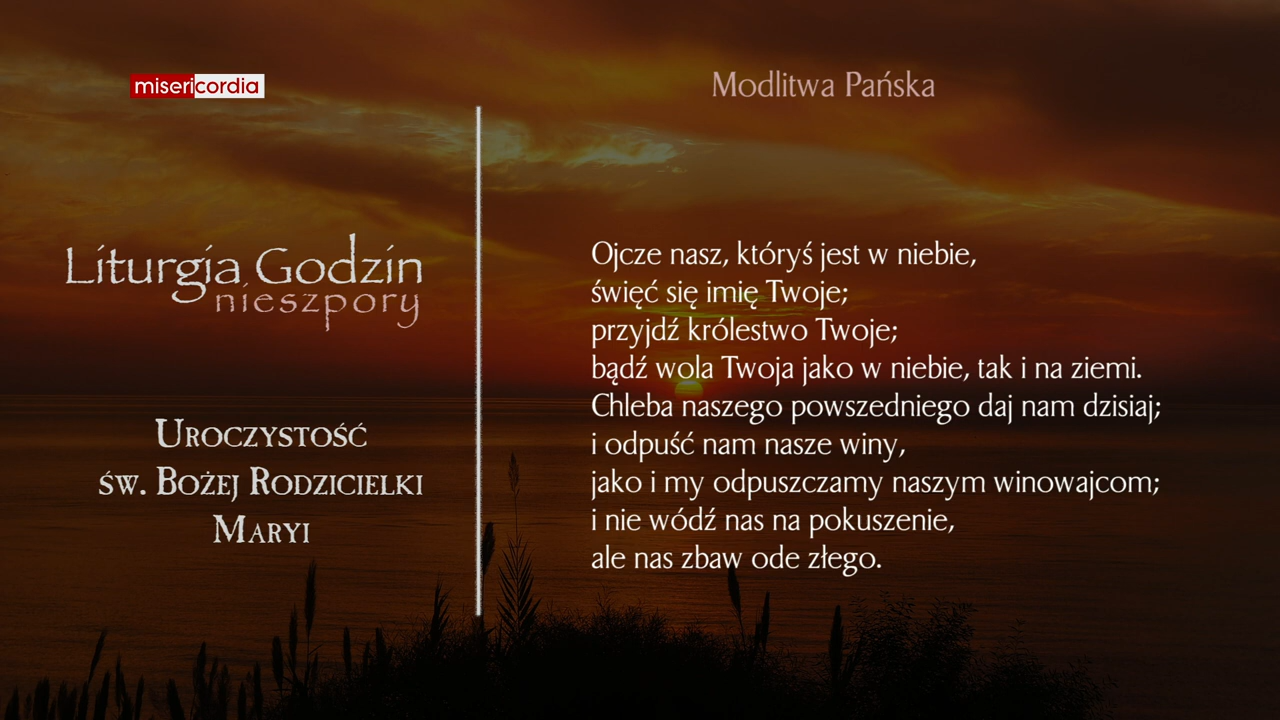 misericordia
Modlitwa Pańska
Liturgia Godzin
nieszpory
Uroczystość
św. Bożej Rodzicielki
Maryi
Ojcze nasz, któryś jest w niebie,
święć się imię Twoje;
przyjdź królestwo Twoje;
bądź wola Twoja jako w niebie, tak i na ziemi.
Chleba naszego powszedniego daj nam dzisiaj;
i odpuść nam nasze winy,
jako i my odpuszczamy naszym winowajcom;
i nie wódź nas na pokuszenie,
ale nas zbaw ode złego.